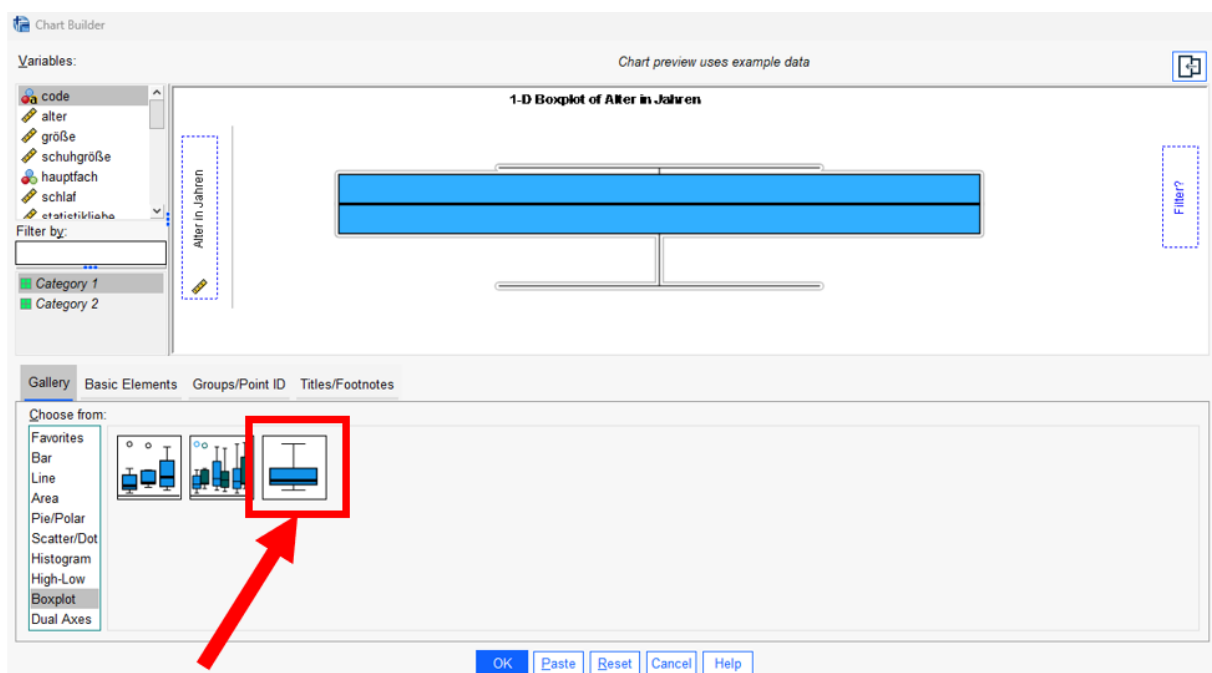 Chart Builder
Variables:
Chart preview uses example data
code
alter
größe
schuhgröße
hauptfach
schlaf
statistikliebe
Filter by:
Category 1
Category 2
1-D Boxplot of Alter in Jahren
Alter in Jahren
Filter?
Gallery Basic Elements Groups/Point ID Titles/Footnotes
Choose from:
Favorites
Bar
Line
Area
Pie/Polar
Scatter/Dot
Histogram
High-Low
Boxplot
Dual Axes
OK Paste Reset Cancel Help